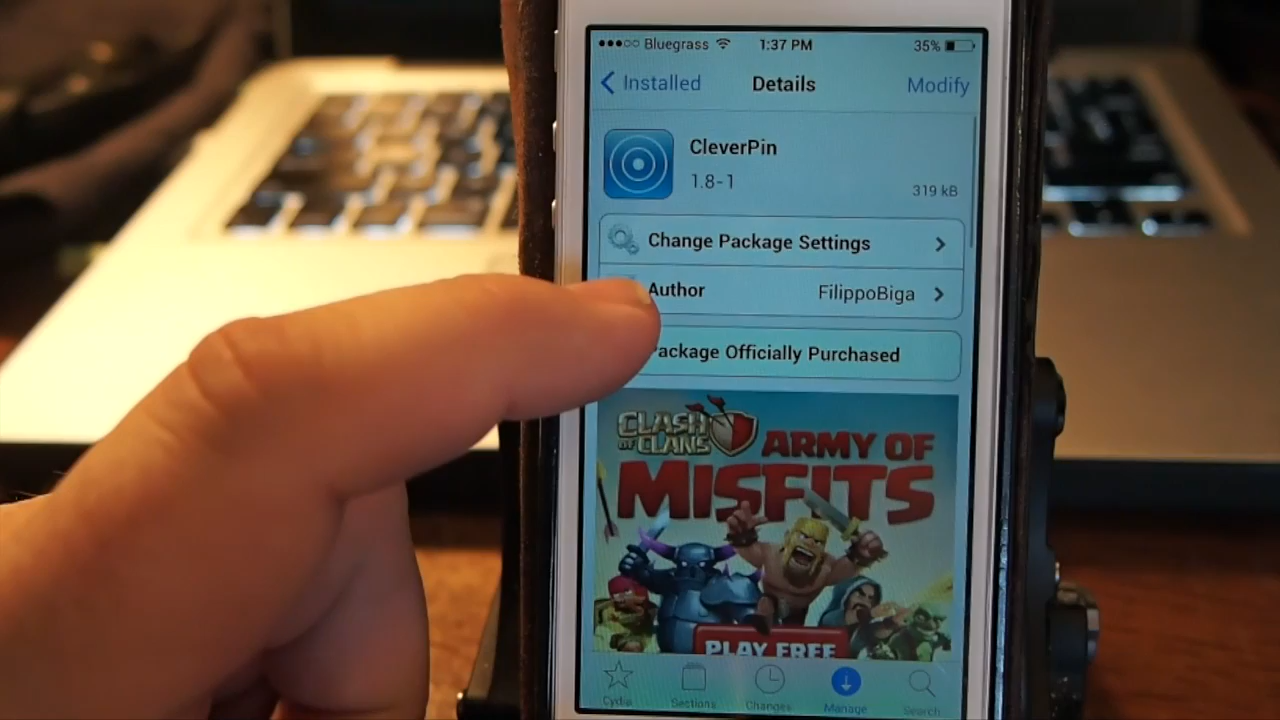 Bluegrass 1:37 PM 35%
Installed Details Modify
CleverPin
1.8-1
319 kB
Change Package Settings
Author FilippoBiga
Package Officially Purchased
CLASH OF CLANS
ARMY OF
MISFITS
PLAY FREE
Cydia Sections Changes Manage Search